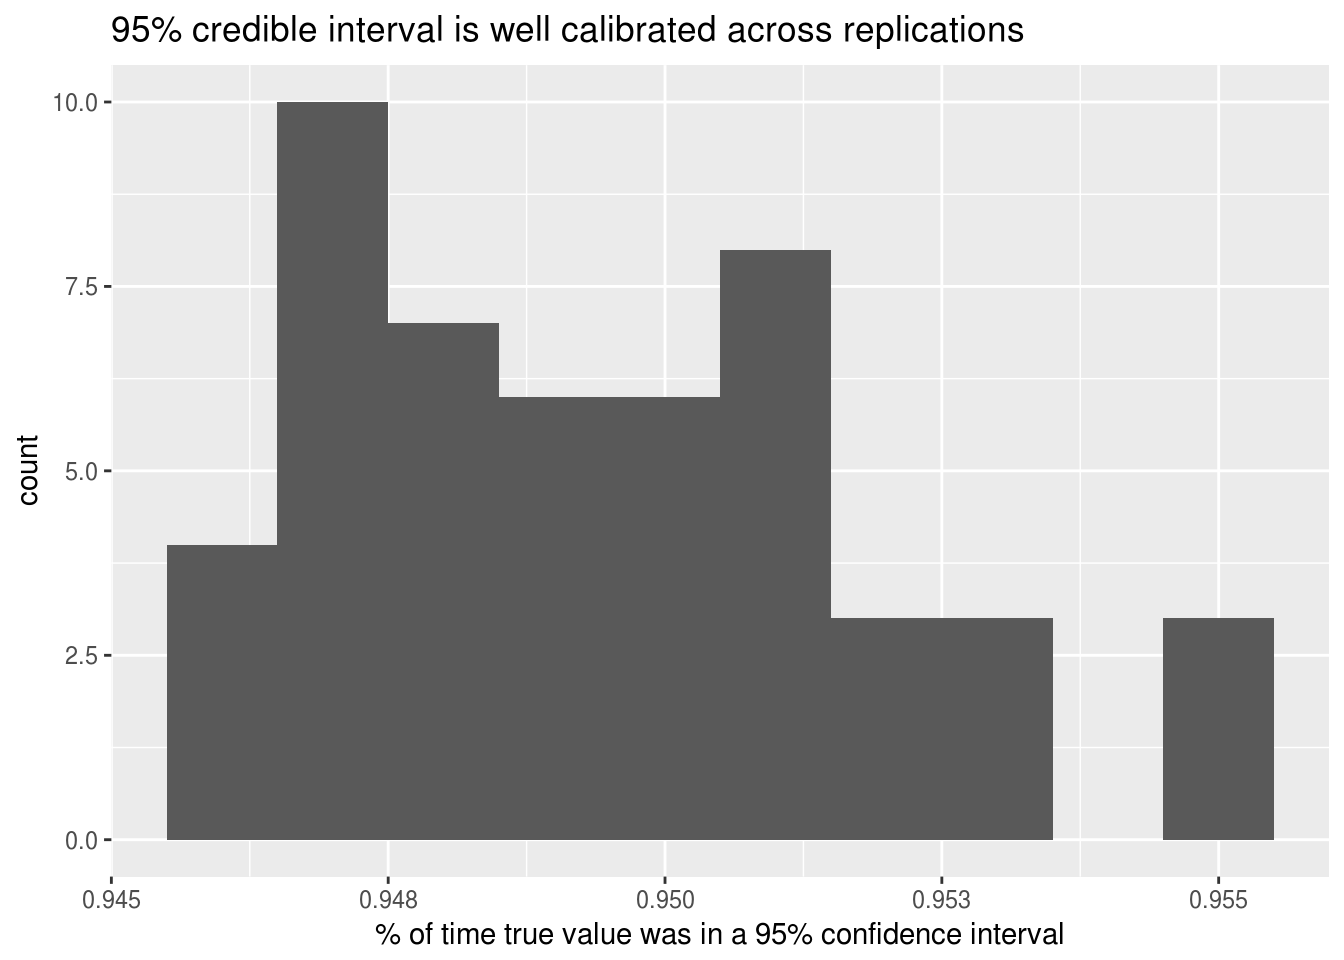 95% credible interval is well calibrated across replications
10.0
7.5
5.0
2.5
0.0
count
0.945 0.948 0.950 0.953 0.955
% of time true value was in a 95% confidence interval